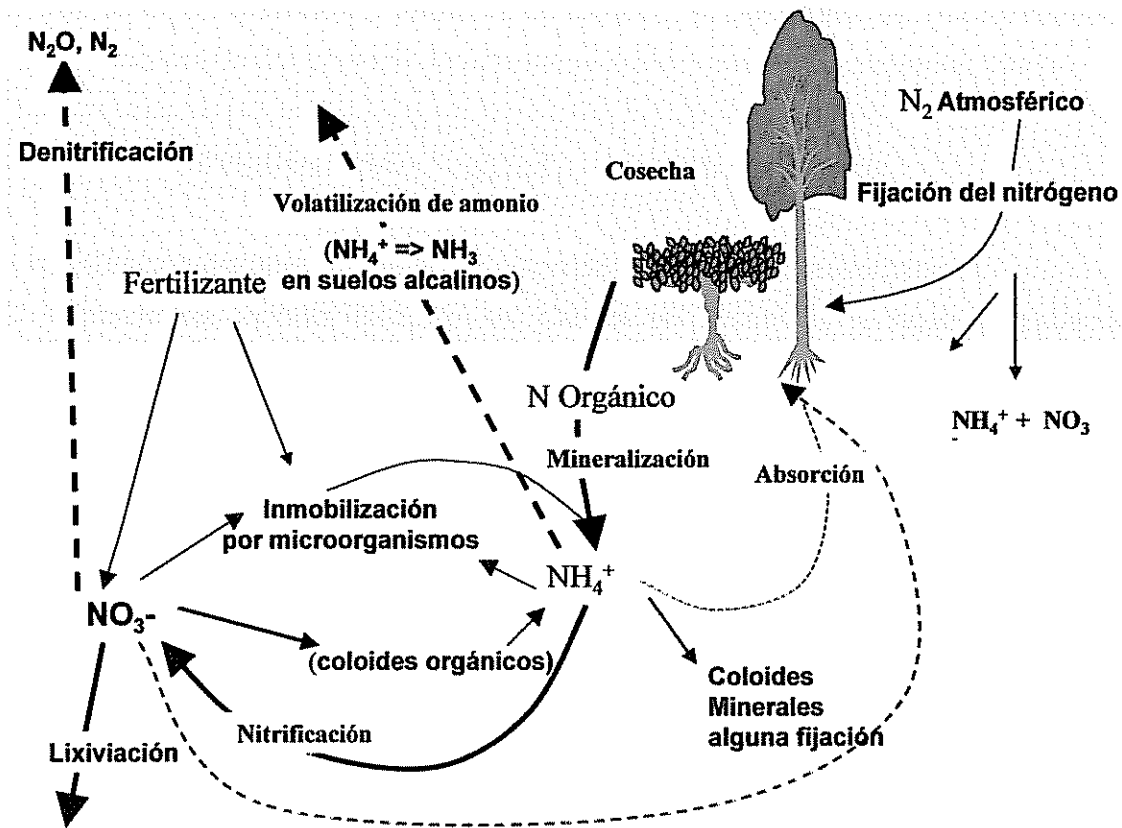 N₂O, N₂
Denitrificación
N₂ Atmosférico
Cosecha
Fijación del nitrógeno
Volatilización de amonio
(NH₄⁺ => NH₃
en suelos alcalinos)
Fertilizante
N Orgánico
NH₄⁺ + NO₃
Mineralización
Absorción
Inmobilización
por microorganismos
NH₄⁺
NO₃-
(coloides orgánicos)
Coloides
Minerales
alguna fijación
Nitrificación
Lixiviación